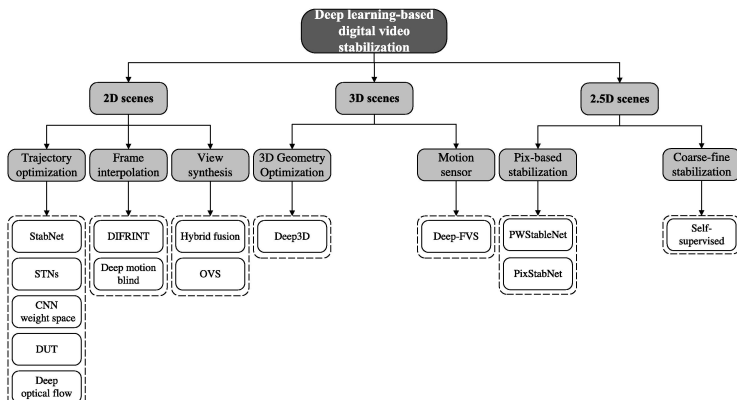 Deep learning-based
digital video
stabilization
2D scenes
3D scenes
2.5D scenes
Trajectory
optimization
Frame
interpolation
View
synthesis
3D Geometry
Optimization
Motion
sensor
Pix-based
stabilization
Coarse-fine
stabilization
StabNet
STNs
CNN
weight space
DUT
Deep
optical flow
DIFRINT
Deep motion
blind
Hybrid fusion
OVS
Deep3D
Deep-FVS
PWStableNet
PixStabNet
Self-
supervised